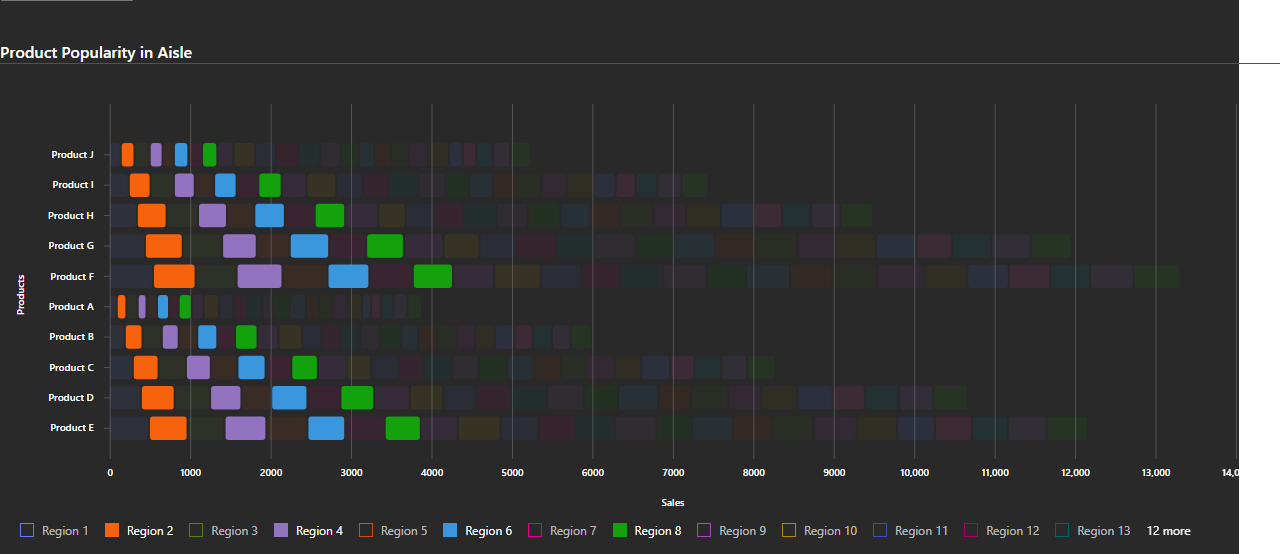 Product Popularity in Aisle
Products
Product J
Product I
Product H
Product G
Product F
Product A
Product B
Product C
Product D
Product E
0 1000 2000 3000 4000 5000 6000 7000 8000 9000 10,000 11,000 12,000 13,000 14,0
Sales
Region 1 Region 2 Region 3 Region 4 Region 5 Region 6 Region 7 Region 8 Region 9 Region 10 Region 11 Region 12 Region 13 12 more